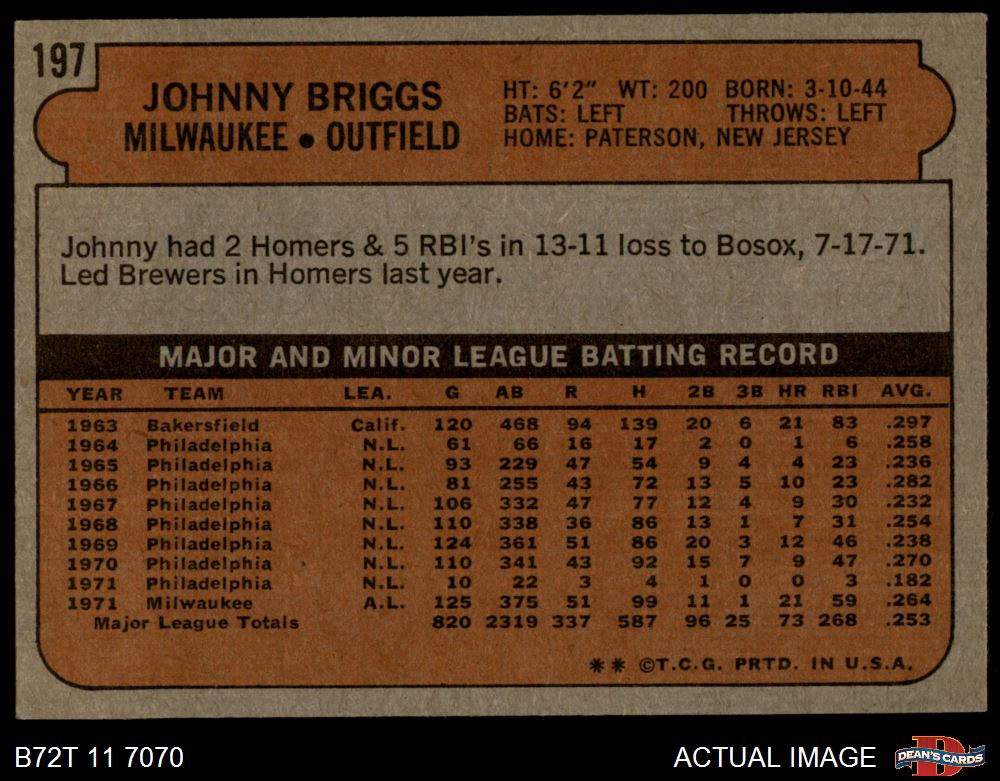 197
JOHNNY BRIGGS
MILWAUKEE • OUTFIELD
HT: 6'2" WT: 200 BORN: 3-10-44
BATS: LEFT THROWS: LEFT
HOME: PATERSON, NEW JERSEY
Johnny had 2 Homers & 5 RBI's in 13-11 loss to Bosox, 7-17-71.
Led Brewers in Homers last year.
MAJOR AND MINOR LEAGUE BATTING RECORD
YEAR TEAM LEA. G AB R H 2B 3B HR RBI AVG.
1963 Bakersfield Calif. 120 468 94 139 20 6 21 83 .297
1964 Philadelphia N.L. 61 66 16 17 2 0 1 6 .258
1965 Philadelphia N.L. 93 229 47 54 9 4 4 23 .236
1966 Philadelphia N.L. 81 255 43 72 13 5 10 23 .282
1967 Philadelphia N.L. 106 332 47 77 12 4 9 30 .232
1968 Philadelphia N.L. 110 338 36 86 13 1 7 31 .254
1969 Philadelphia N.L. 124 361 51 86 20 3 12 46 .238
1970 Philadelphia N.L. 110 341 43 92 15 7 9 47 .270
1971 Philadelphia N.L. 10 22 3 4 1 0 0 3 .182
1971 Milwaukee A.L. 125 375 51 99 11 1 21 59 .264
Major League Totals 820 2319 337 587 96 25 73 268 .253
** ©T.C.G. PRTD. IN U.S.A.
B72T 11 7070
ACTUAL IMAGE
D
DEAN'S CARDS